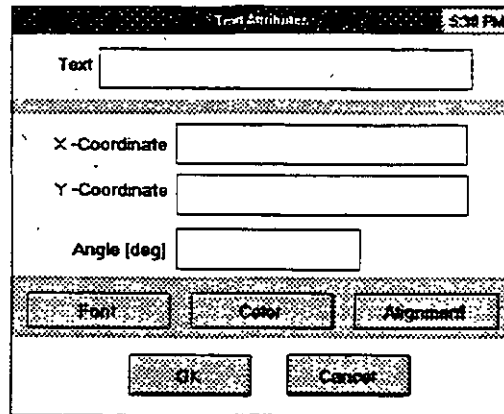 Text Attributes 5:38 PM
Text
X-Coordinate
Y-Coordinate
Angle [deg]
Font Color Alignment
OK Cancel